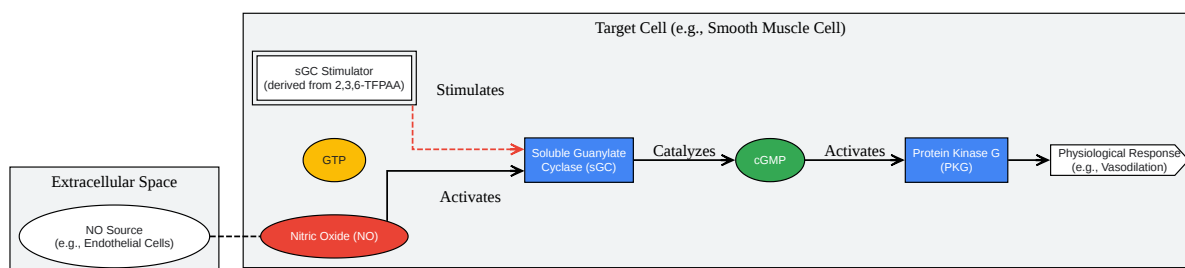 Target Cell (e.g., Smooth Muscle Cell)
sGC Stimulator
(derived from 2,3,6-TFPAA)
Stimulates
GTP
Soluble Guanylate
Cyclase (sGC)
Catalyzes
cGMP
Activates
Protein Kinase G
(PKG)
Physiological Response
(e.g., Vasodilation)
Extracellular Space
Activates
NO Source
(e.g., Endothelial Cells)
Nitric Oxide (NO)